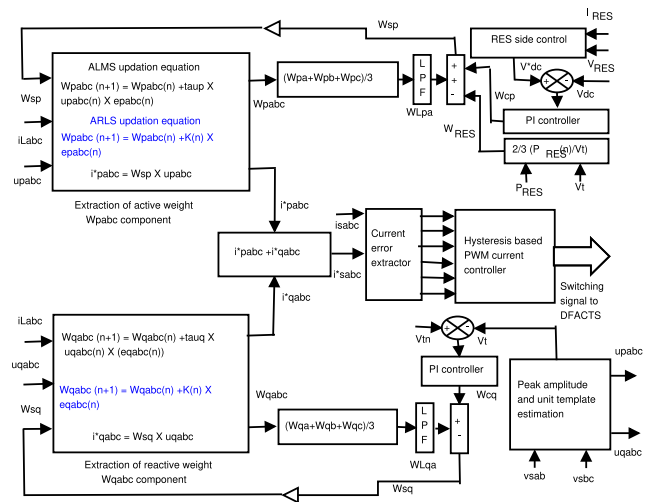 I RES
Wsp
RES side control
V RES
V*dc
Vdc
ALMS updation equation
Wpabc (n+1) = Wpabc(n) +taup X
upabc(n) X epabc(n)
ARLS updation equation
Wpabc (n+1) = Wpabc(n) +K(n) X
epabc(n)
i*pabc = Wsp X upabc
Wsp
iLabc
upabc
Wpabc
(Wpa+Wpb+Wpc)/3
L
P
F
WLpa
+
+
-
Wcp
W RES
+
-
PI controller
2/3 (P RES (n)/Vt)
P RES
Vt
Extraction of active weight
Wpabc component
i*pabc
i*pabc +i*qabc
i*qabc
isabc
i*sabc
Current
error
extractor
Hysteresis based
PWM current
controller
Switching
signal to
DFACTS
iLabc
uqabc
Wsq
Wqabc (n+1) = Wqabc(n) +tauq X
uqabc(n) X (eqabc(n))
Wqabc (n+1) = Wqabc(n) +K(n) X
eqabc(n)
i*qabc = Wsq X uqabc
Wqabc
(Wqa+Wqb+Wqc)/3
L
P
F
WLqa
+
-
Vtn
+
-
Vt
PI controller
Wcq
Peak amplitude
and unit template
estimation
upabc
uqabc
vsab
vsbc
Extraction of reactive weight
Wqabc component
Wsq